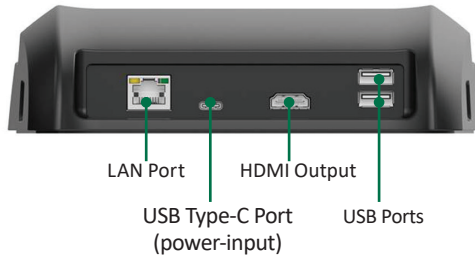 LAN Port
HDMI Output
USB Type-C Port
(power-input)
USB Ports